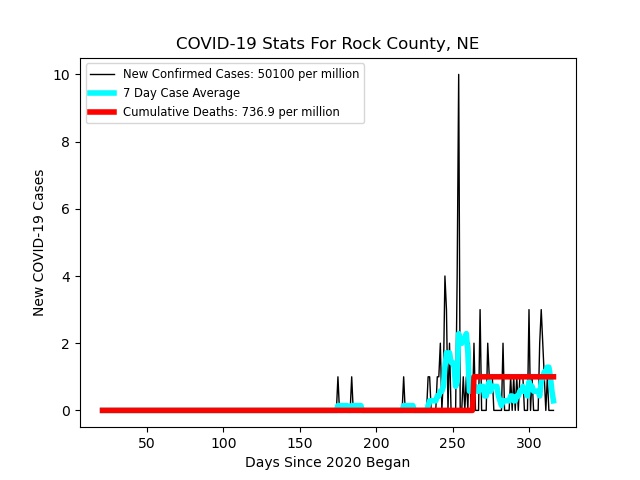 COVID-19 Stats For Rock County, NE
New Confirmed Cases: 50100 per million
7 Day Case Average
Cumulative Deaths: 736.9 per million
New COVID-19 Cases
10
8
6
4
2
0
50
100
150
200
250
300
Days Since 2020 Began